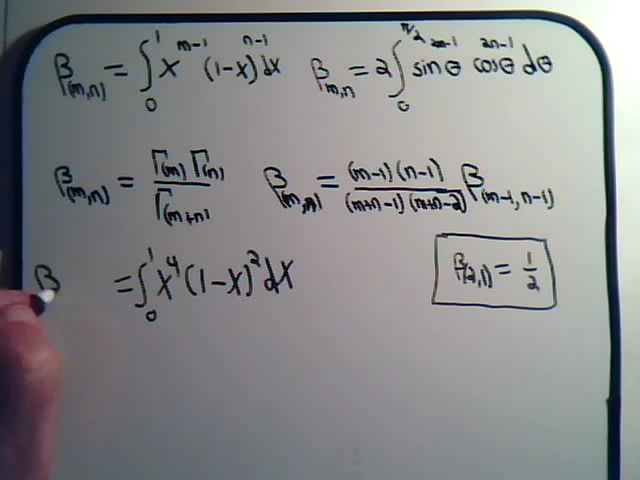 β(m,n) = ∫₀¹ x^(m-1) (1-x)^(n-1) dx   β m,n = 2 ∫₀^(π/2) sin^(2m-1)θ cos^(2n-1)θ dθ
β(m,n) = Γ(m) Γ(n) / Γ(m+n)   β(m,n) = (m-1)(n-1) / (m+n-1)(m+n-2) β(m-1,n-1)
β = ∫₀¹ x⁴ (1-x)² dx   β(2,1) = 1/2